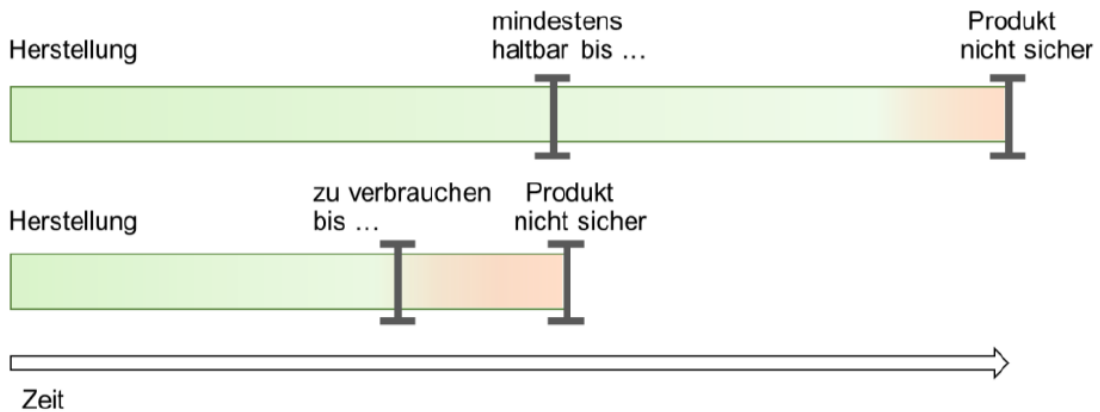 Herstellung
mindestens
haltbar bis ...
Produkt
nicht sicher
Herstellung
zu verbrauchen
bis ...
Produkt
nicht sicher
Zeit